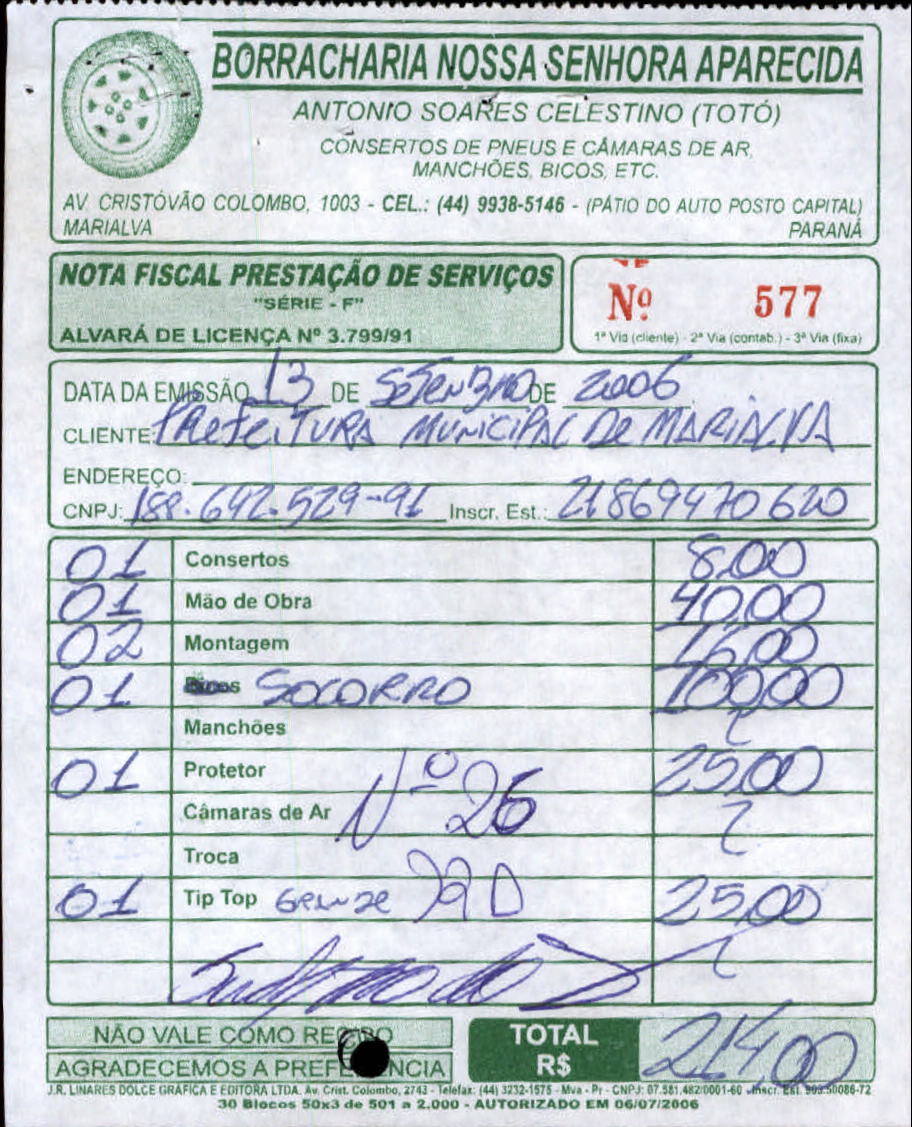 BORRACHARIA NOSSA SENHORA APARECIDA
ANTONIO SOARES CELESTINO (TOTÓ)
CONSERTOS DE PNEUS E CÂMARAS DE AR,
MANCHÕES, BICOS, ETC.
AV. CRISTÓVÃO COLOMBO, 1003 - CEL.: (44) 9938-5146 - (PÁTIO DO AUTO POSTO CAPITAL)
MARIALVA PARANÁ
NOTA FISCAL PRESTAÇÃO DE SERVIÇOS
"SÉRIE - F"
ALVARÁ DE LICENÇA Nº 3.799/91
Nº 577
1ª Via (cliente) - 2ª Via (contab.) - 3ª Via (fixa)
DATA DA EMISSÃO 13 DE SETENBRO DE 2006
CLIENTE: PREFEITURA MUNICIPAL DE MARIALVA
ENDEREÇO:
CNPJ: 188.642.529-91 Inscr. Est.: 21869470620
01 Consertos 8,00
01 Mão de Obra 40,00
02 Montagem 16,00
01 SOCORRO 100,00
Manchões
01 Protetor 25,00
Câmaras de Ar Nº 26
Troca
01 Tip Top GRANDE 25,00
NÃO VALE COMO RECIBO
AGRADECEMOS A PREFERÊNCIA
TOTAL
R$ 214,00
J.R. LINARES DOLCE GRÁFICA E EDITORA LTDA. Av. Crist. Colombo, 2743 - Telefax: (44) 3232-1575 - Mva - Pr - CNPJ: 07.581.482/0001-60 - Inscr. Est. 903.50086-72
30 Blocos 50x3 de 501 a 2.000 - AUTORIZADO EM 06/07/2006